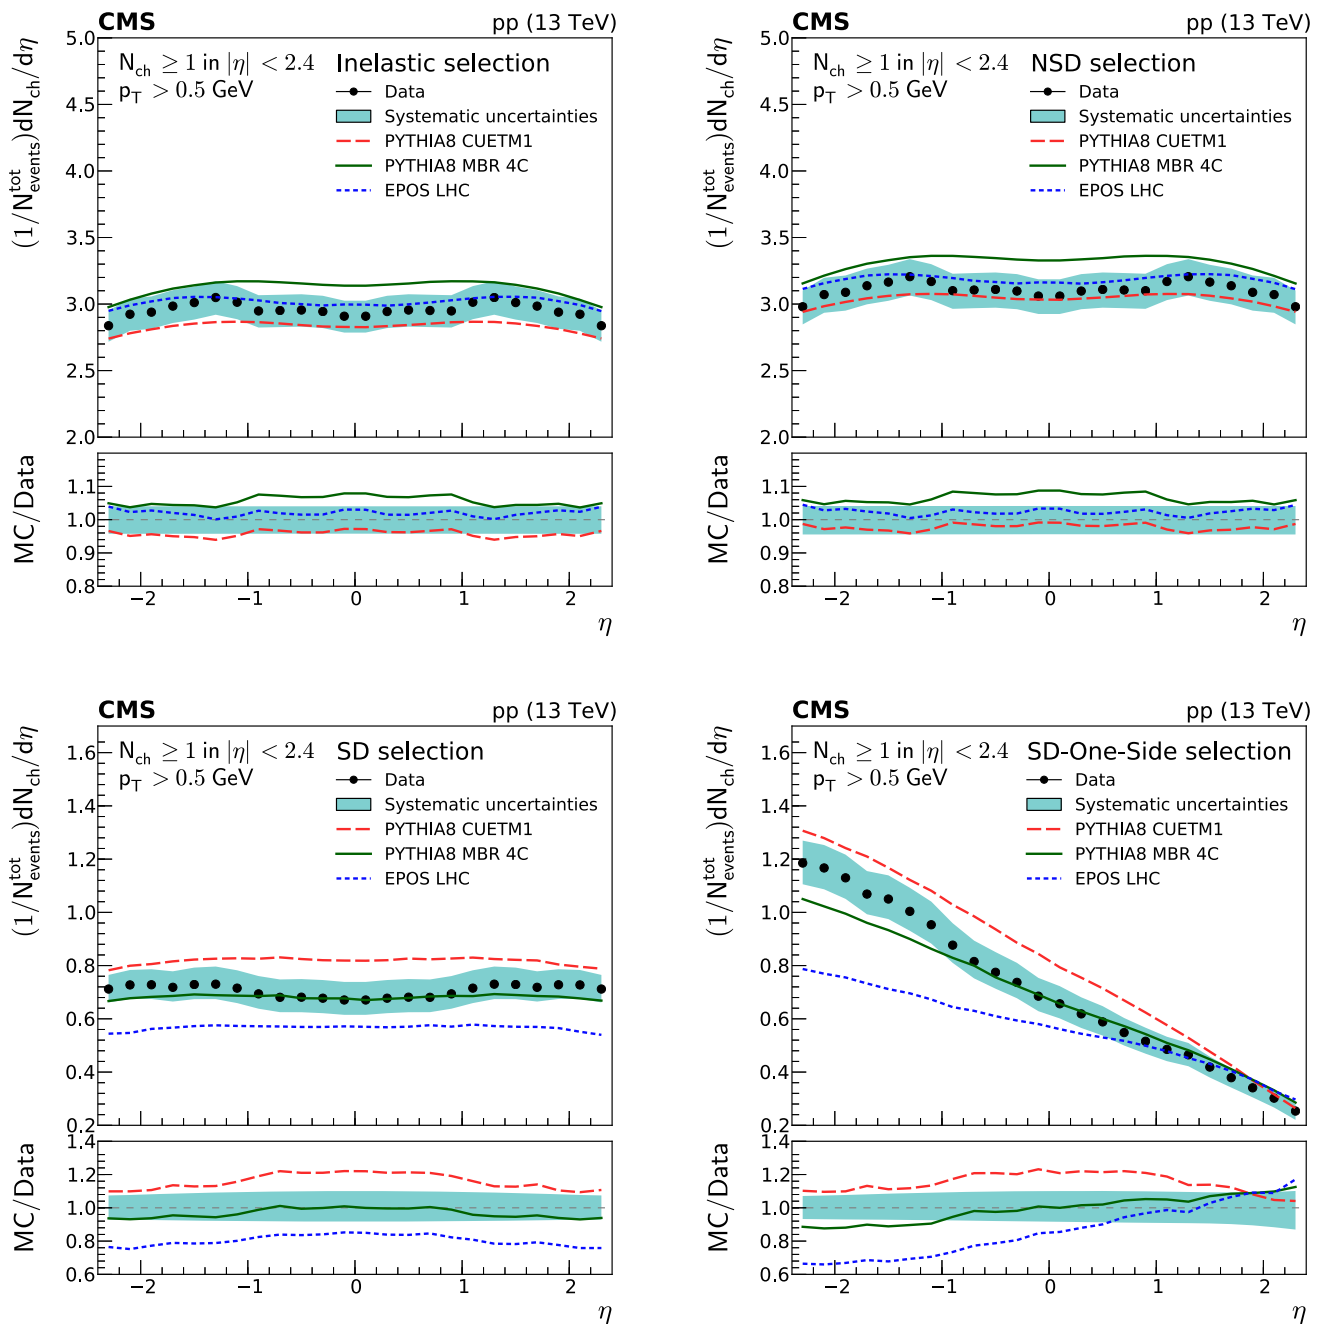 CMS pp (13 TeV)
N_ch ≥ 1 in |η| < 2.4 Inelastic selection
p_T > 0.5 GeV
Data
Systematic uncertainties
PYTHIA8 CUETM1
PYTHIA8 MBR 4C
EPOS LHC
(1/N^tot_events)dN_ch/dη
5.0
4.5
4.0
3.5
3.0
2.5
2.0
MC/Data
1.1
1.0
0.9
0.8
−2 −1 0 1 2
η
CMS pp (13 TeV)
N_ch ≥ 1 in |η| < 2.4 NSD selection
p_T > 0.5 GeV
Data
Systematic uncertainties
PYTHIA8 CUETM1
PYTHIA8 MBR 4C
EPOS LHC
(1/N^tot_events)dN_ch/dη
5.0
4.5
4.0
3.5
3.0
2.5
2.0
MC/Data
1.1
1.0
0.9
0.8
−2 −1 0 1 2
η
CMS pp (13 TeV)
N_ch ≥ 1 in |η| < 2.4 SD selection
p_T > 0.5 GeV
Data
Systematic uncertainties
PYTHIA8 CUETM1
PYTHIA8 MBR 4C
EPOS LHC
(1/N^tot_events)dN_ch/dη
1.6
1.4
1.2
1.0
0.8
0.6
0.4
0.2
MC/Data
1.4
1.2
1.0
0.8
0.6
−2 −1 0 1 2
η
CMS pp (13 TeV)
N_ch ≥ 1 in |η| < 2.4 SD-One-Side selection
p_T > 0.5 GeV
Data
Systematic uncertainties
PYTHIA8 CUETM1
PYTHIA8 MBR 4C
EPOS LHC
(1/N^tot_events)dN_ch/dη
1.6
1.4
1.2
1.0
0.8
0.6
0.4
0.2
MC/Data
1.4
1.2
1.0
0.8
0.6
−2 −1 0 1 2
η